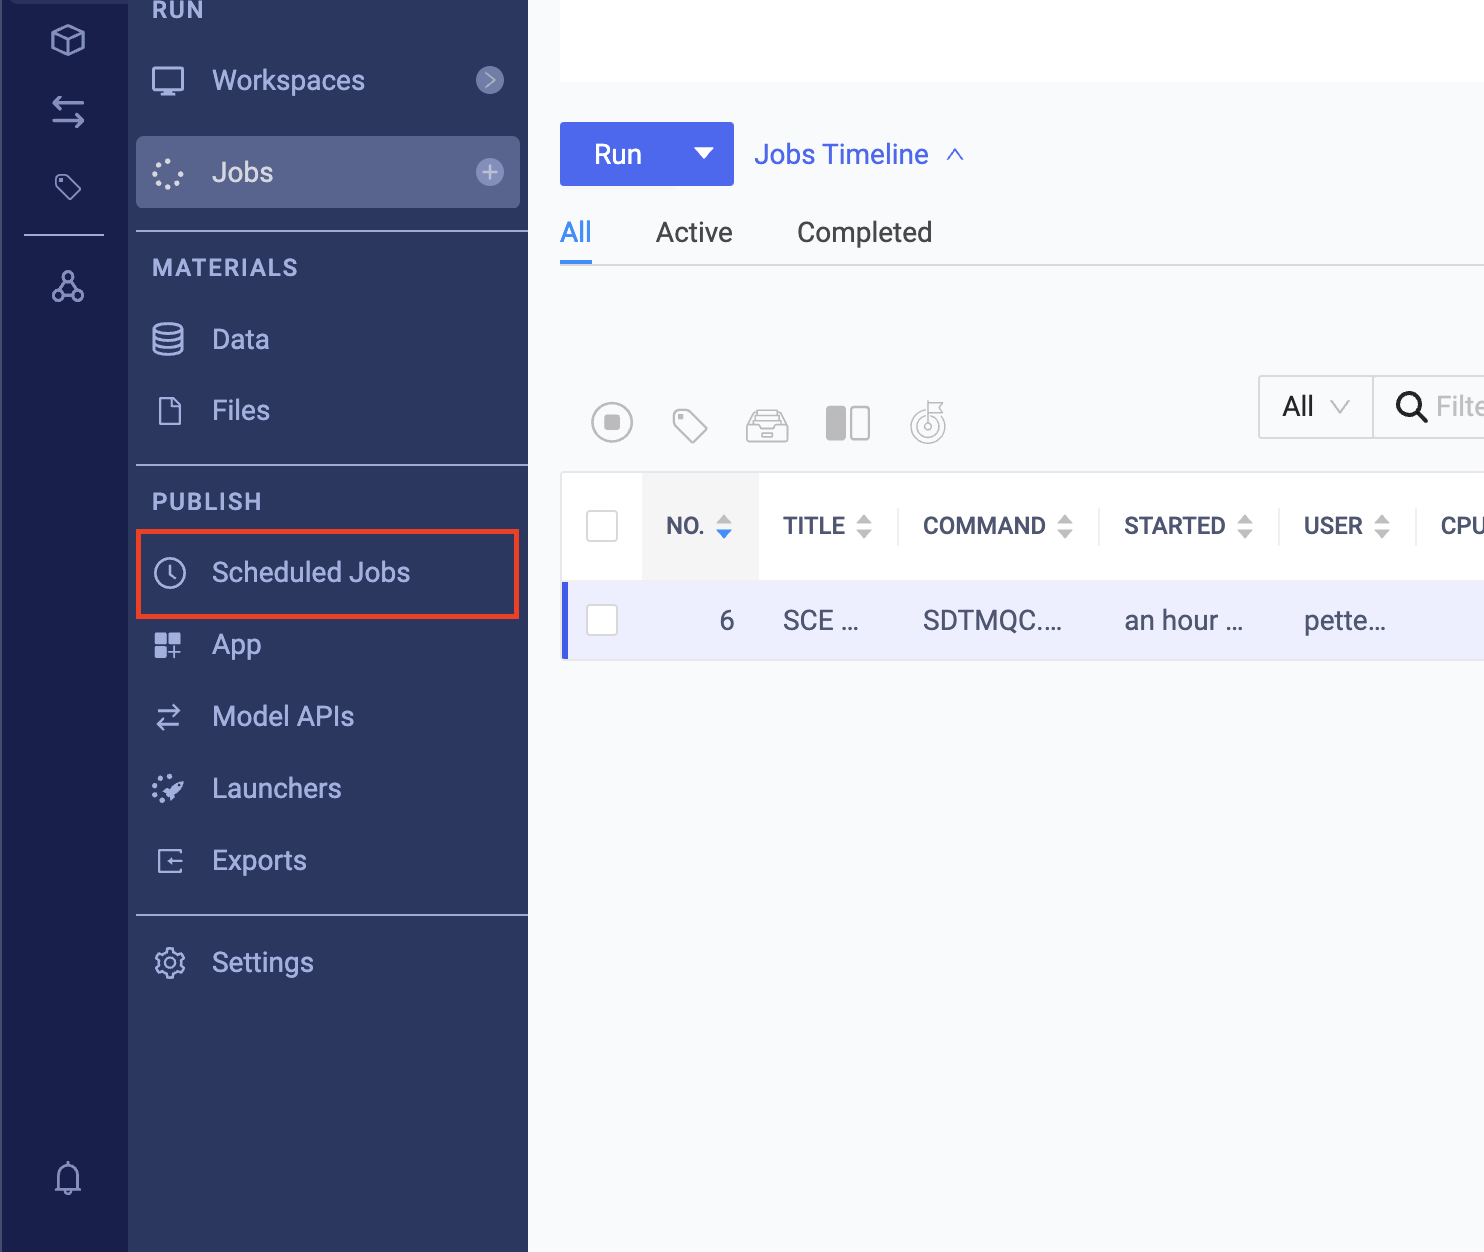 RUN
Workspaces
Jobs
MATERIALS
Data
Files
PUBLISH
Scheduled Jobs
App
Model APIs
Launchers
Exports
Settings
Run
Jobs Timeline
All Active Completed
All Filte
NO. TITLE COMMAND STARTED USER CPU
6 SCE ... SDTMQC.... an hour ... pette...